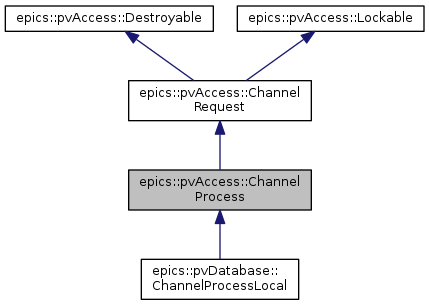 epics::pvAccess::Destroyable
epics::pvAccess::Lockable
epics::pvAccess::Channel
Request
epics::pvAccess::Channel
Process
epics::pvDatabase::
ChannelProcessLocal